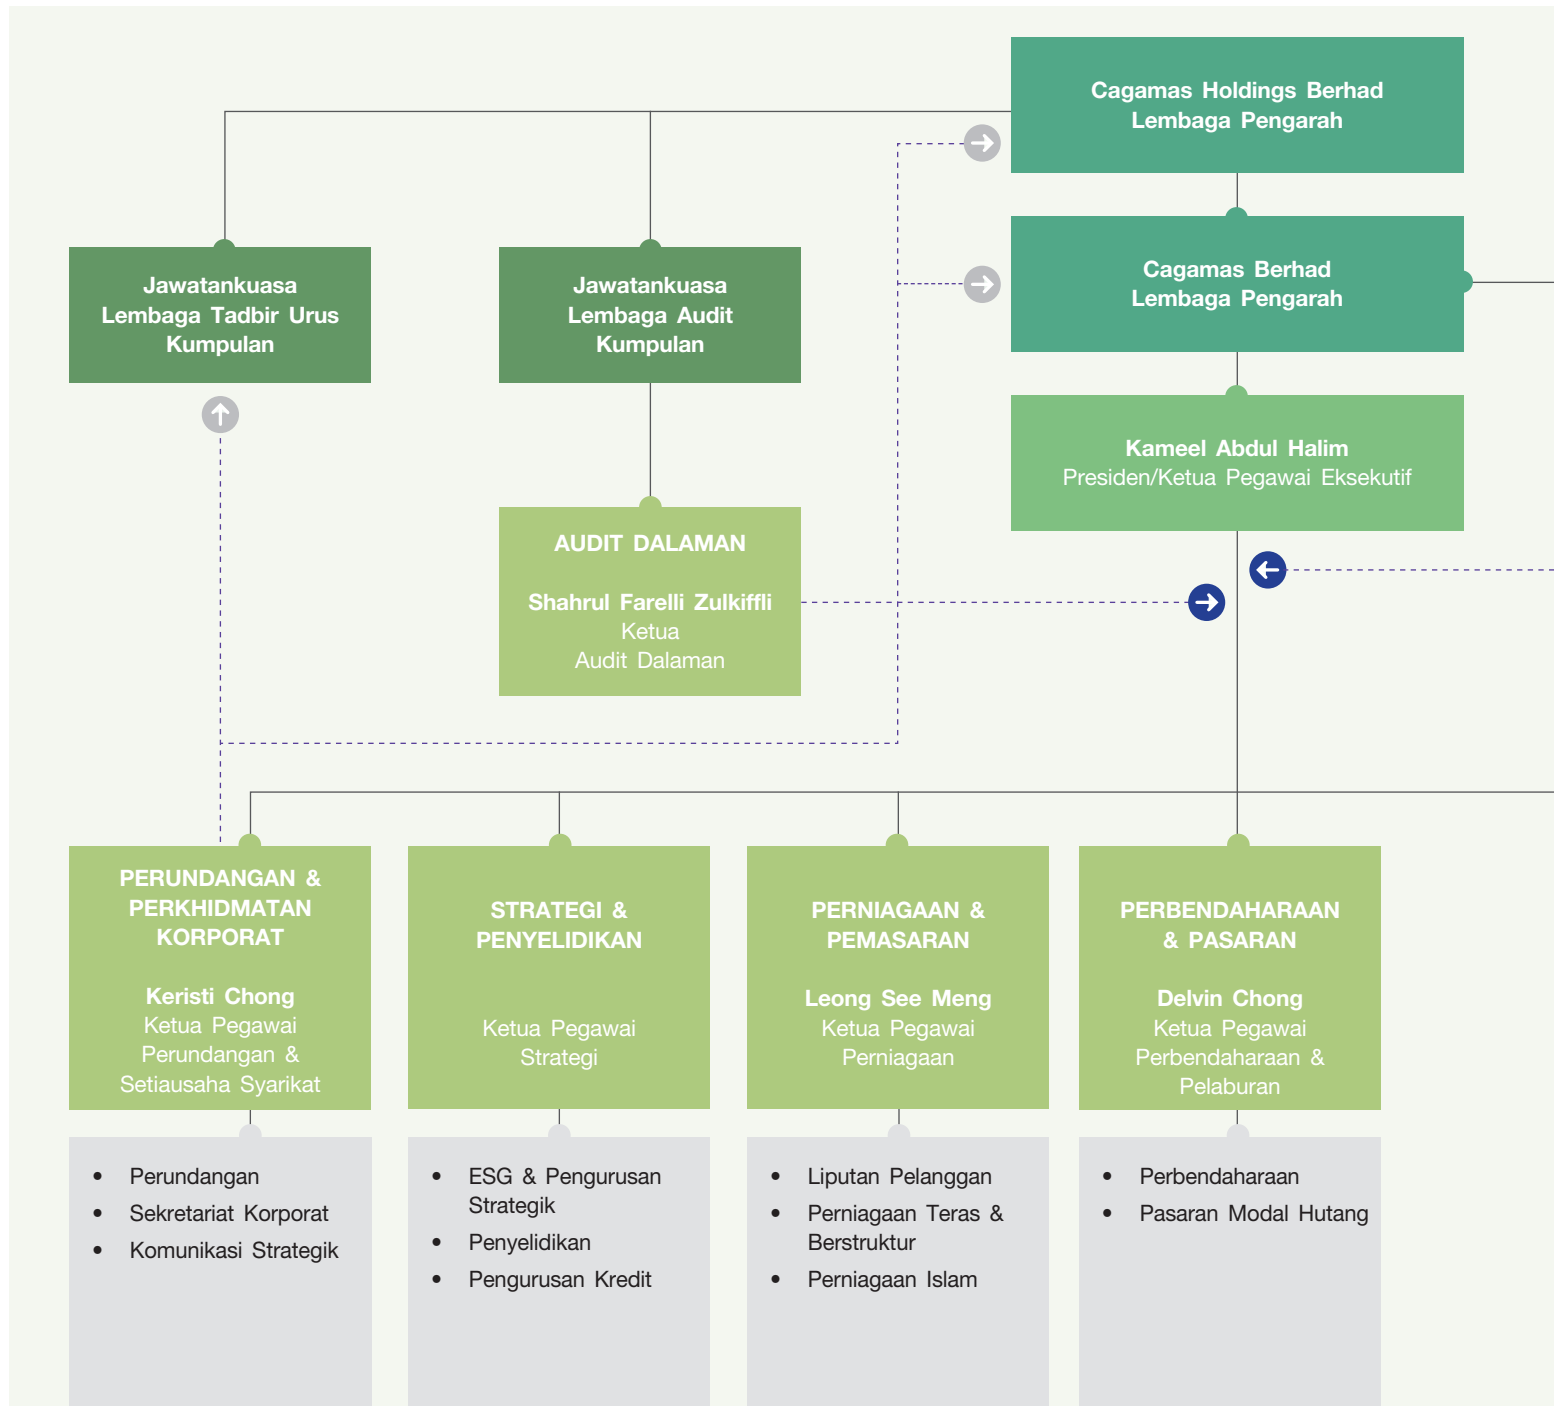 Cagamas Holdings Berhad
Lembaga Pengarah
Cagamas Berhad
Lembaga Pengarah
Jawatankuasa
Lembaga Tadbir Urus
Kumpulan
Jawatankuasa
Lembaga Audit
Kumpulan
Kameel Abdul Halim
Presiden/Ketua Pegawai Eksekutif
AUDIT DALAMAN
Shahrul Farelli Zulkiffli
Ketua
Audit Dalaman
PERUNDANGAN &
PERKHIDMATAN
KORPORAT
Keristi Chong
Ketua Pegawai
Perundangan &
Setiausaha Syarikat
STRATEGI &
PENYELIDIKAN
Ketua Pegawai
Strategi
PERNIAGAAN &
PEMASARAN
Leong See Meng
Ketua Pegawai
Perniagaan
PERBENDAHARAAN
& PASARAN
Delvin Chong
Ketua Pegawai
Perbendaharaan &
Pelaburan
• Perundangan
• Sekretariat Korporat
• Komunikasi Strategik
• ESG & Pengurusan
Strategik
• Penyelidikan
• Pengurusan Kredit
• Liputan Pelanggan
• Perniagaan Teras &
Berstruktur
• Perniagaan Islam
• Perbendaharaan
• Pasaran Modal Hutang